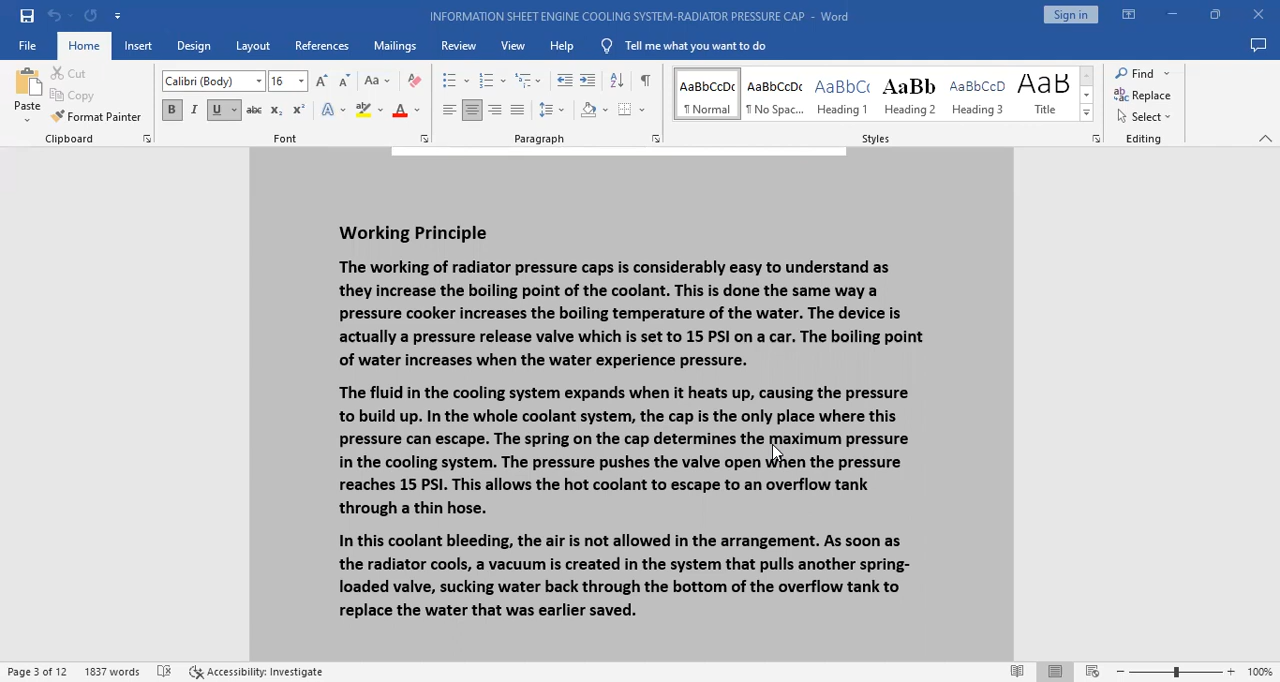 INFORMATION SHEET ENGINE COOLING SYSTEM-RADIATOR PRESSURE CAP - Word
Sign in
File Home Insert Design Layout References Mailings Review View Help Tell me what you want to do
Paste
Cut
Copy
Format Painter
Clipboard
Calibri (Body) 16
Font
Paragraph
AaBbCcDc AaBbCcDc AaBbCc AaBb AaBbCcD AaB
¶ Normal ¶ No Spac... Heading 1 Heading 2 Heading 3 Title
Styles
Find
Replace
Select
Editing
Working Principle
The working of radiator pressure caps is considerably easy to understand as
they increase the boiling point of the coolant. This is done the same way a
pressure cooker increases the boiling temperature of the water. The device is
actually a pressure release valve which is set to 15 PSI on a car. The boiling point
of water increases when the water experience pressure.
The fluid in the cooling system expands when it heats up, causing the pressure
to build up. In the whole coolant system, the cap is the only place where this
pressure can escape. The spring on the cap determines the maximum pressure
in the cooling system. The pressure pushes the valve open when the pressure
reaches 15 PSI. This allows the hot coolant to escape to an overflow tank
through a thin hose.
In this coolant bleeding, the air is not allowed in the arrangement. As soon as
the radiator cools, a vacuum is created in the system that pulls another spring-
loaded valve, sucking water back through the bottom of the overflow tank to
replace the water that was earlier saved.
Page 3 of 12 1837 words Accessibility: Investigate 100%